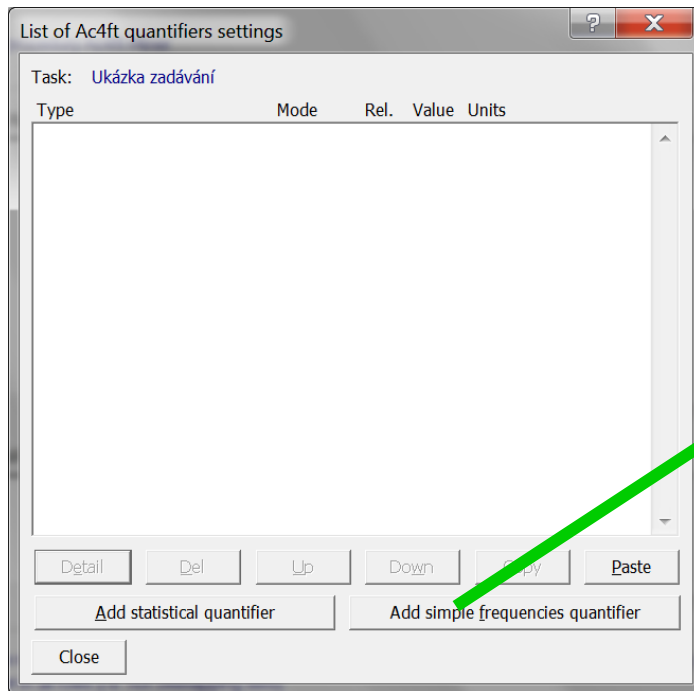 List of Ac4ft quantifiers settings
Task: Ukázka zadávání
Type Mode Rel. Value Units
Detail Del Up Down Copy Paste
Add statistical quantifier Add simple frequencies quantifier
Close